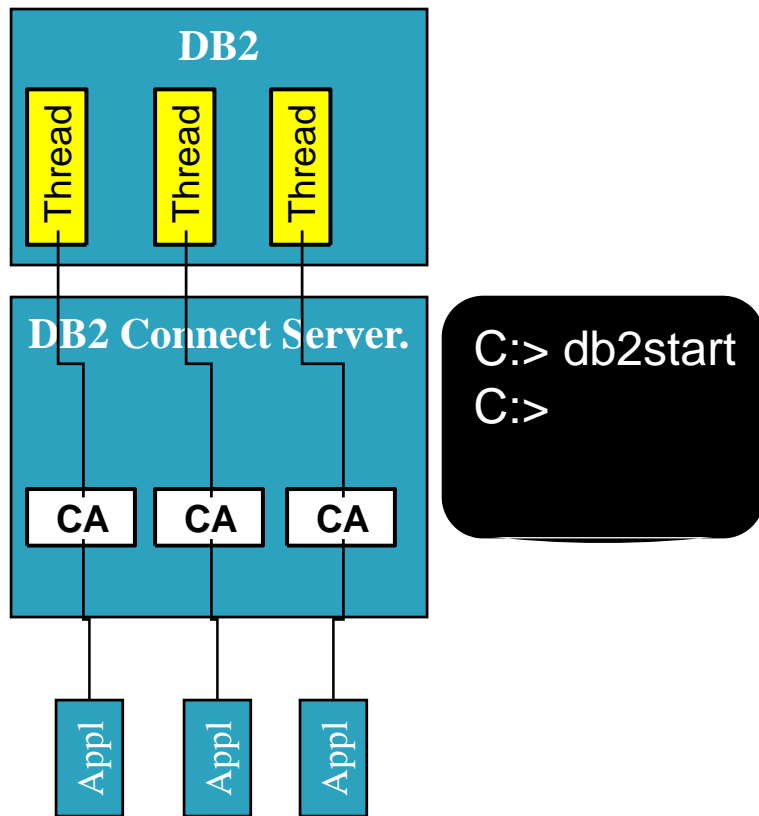 DB2
Thread
Thread
Thread
DB2 Connect Server.
C:> db2start
C:>
CA
CA
CA
Appl
Appl
Appl